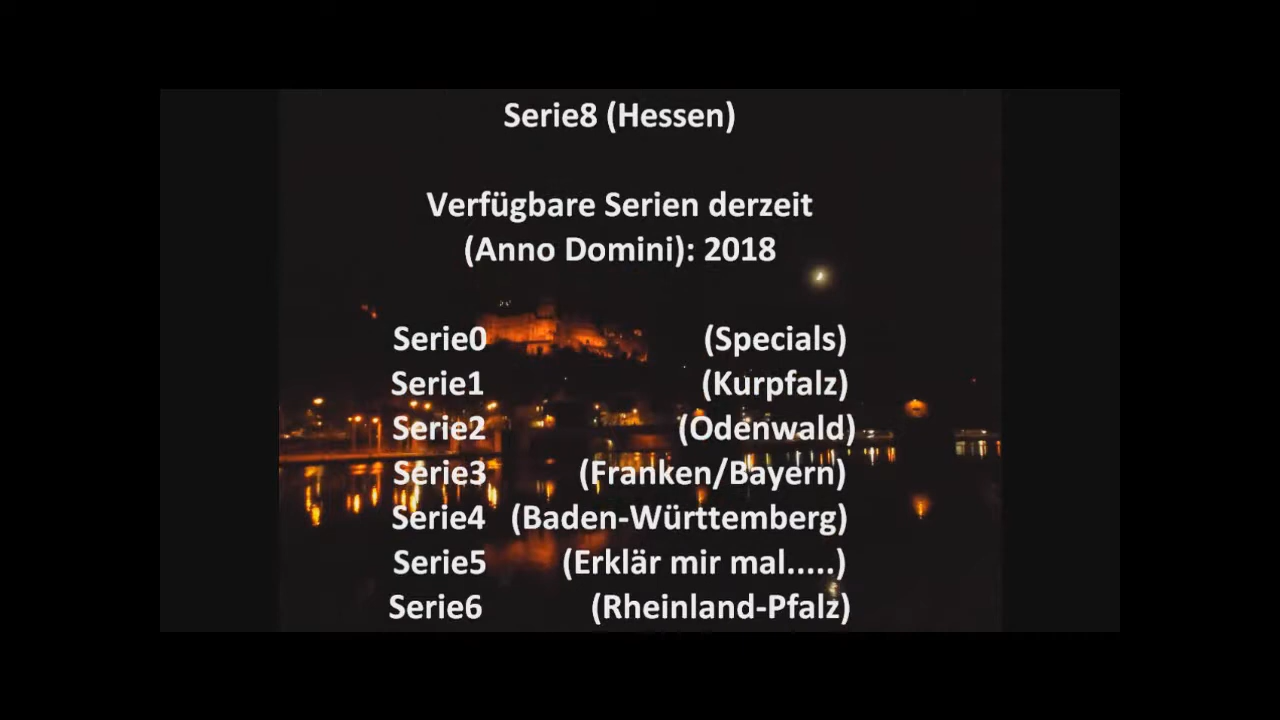 Serie8 (Hessen)
Verfügbare Serien derzeit
(Anno Domini): 2018
Serie0 (Specials)
Serie1 (Kurpfalz)
Serie2 (Odenwald)
Serie3 (Franken/Bayern)
Serie4 (Baden-Württemberg)
Serie5 (Erklär mir mal.....)
Serie6 (Rheinland-Pfalz)